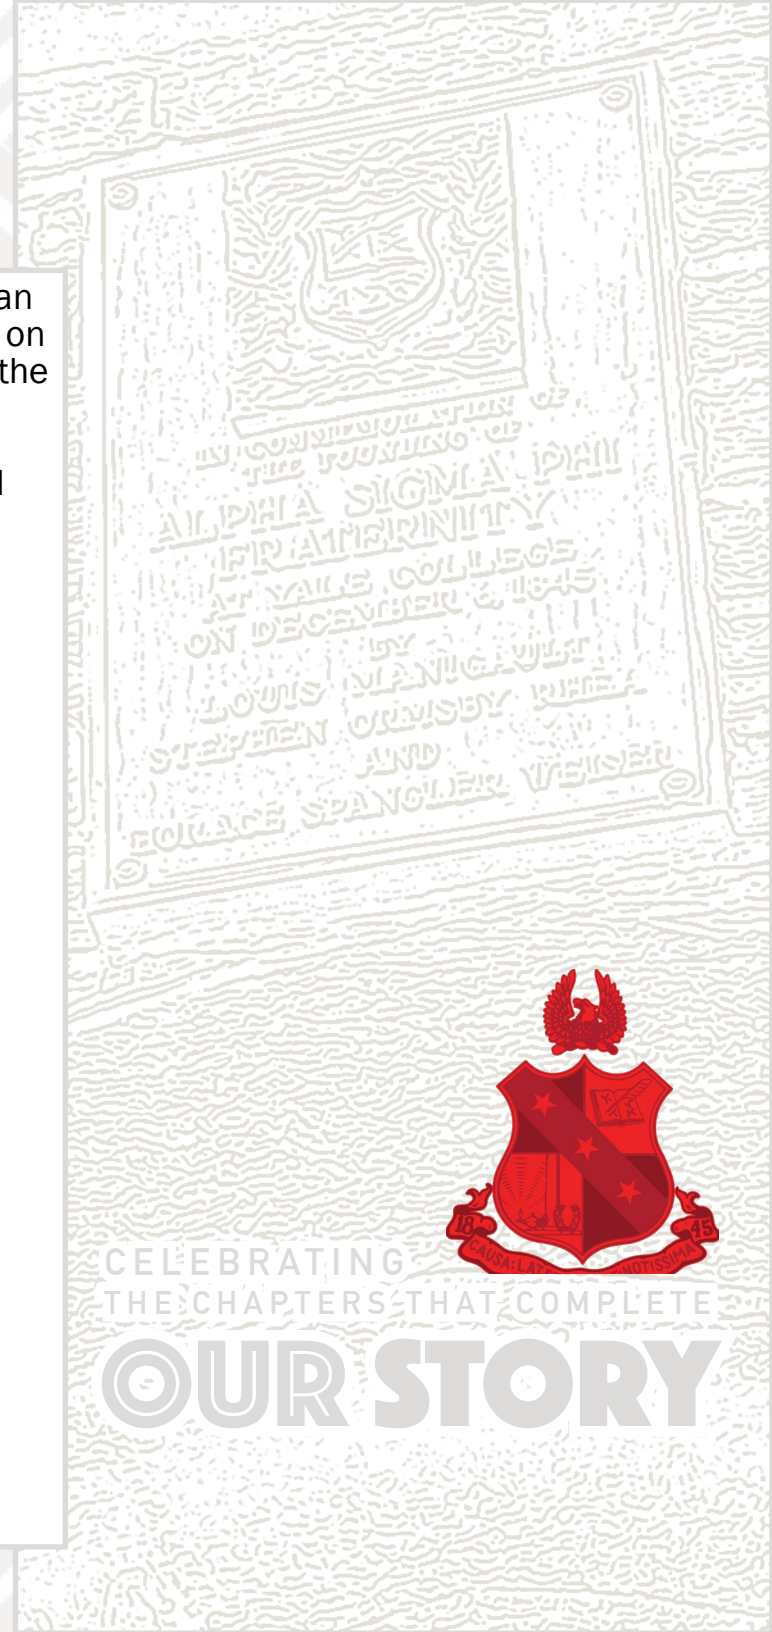 an
on
the
IN COMMEMORATION OF
THE FOUNDING OF
ALPHA SIGMA PHI
FRATERNITY
AT YALE COLLEGE
ON DECEMBER 6, 1845
BY
LOUIS MANIGAULT
STEPHEN ORMSBY RHEA
AND
HORACE SPANGLER WEISER
18
45
CAUSA: NOTISSIMA
CELEBRATING
THE CHAPTERS THAT COMPLETE
OUR STORY